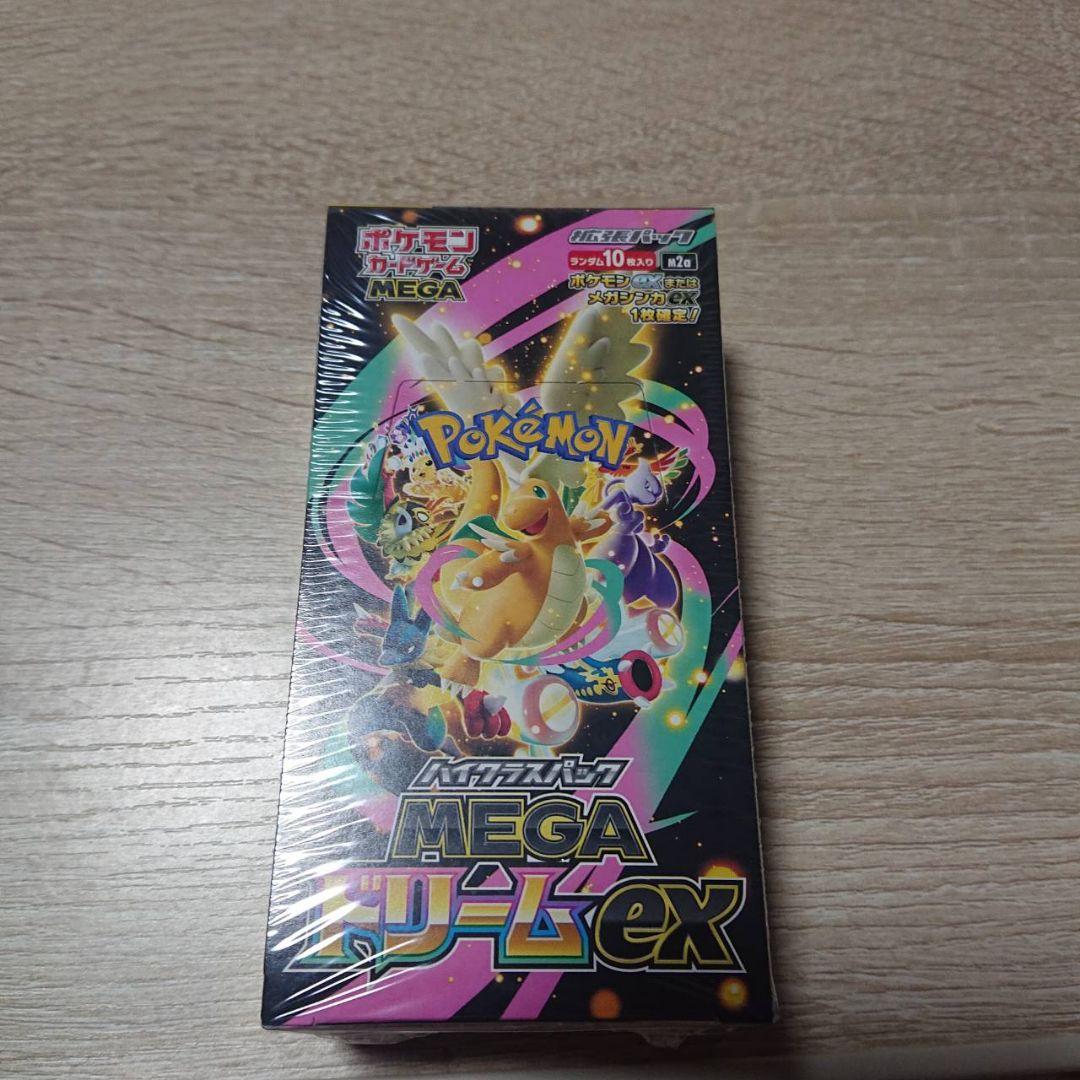 ポケモン
カードゲーム
MEGA
拡張パック
ランダム10枚入り M2a
ポケモンexまたは
メガシンカex
1枚確定!
POKéMON
ハイクラスパック
MEGA
ドリームex